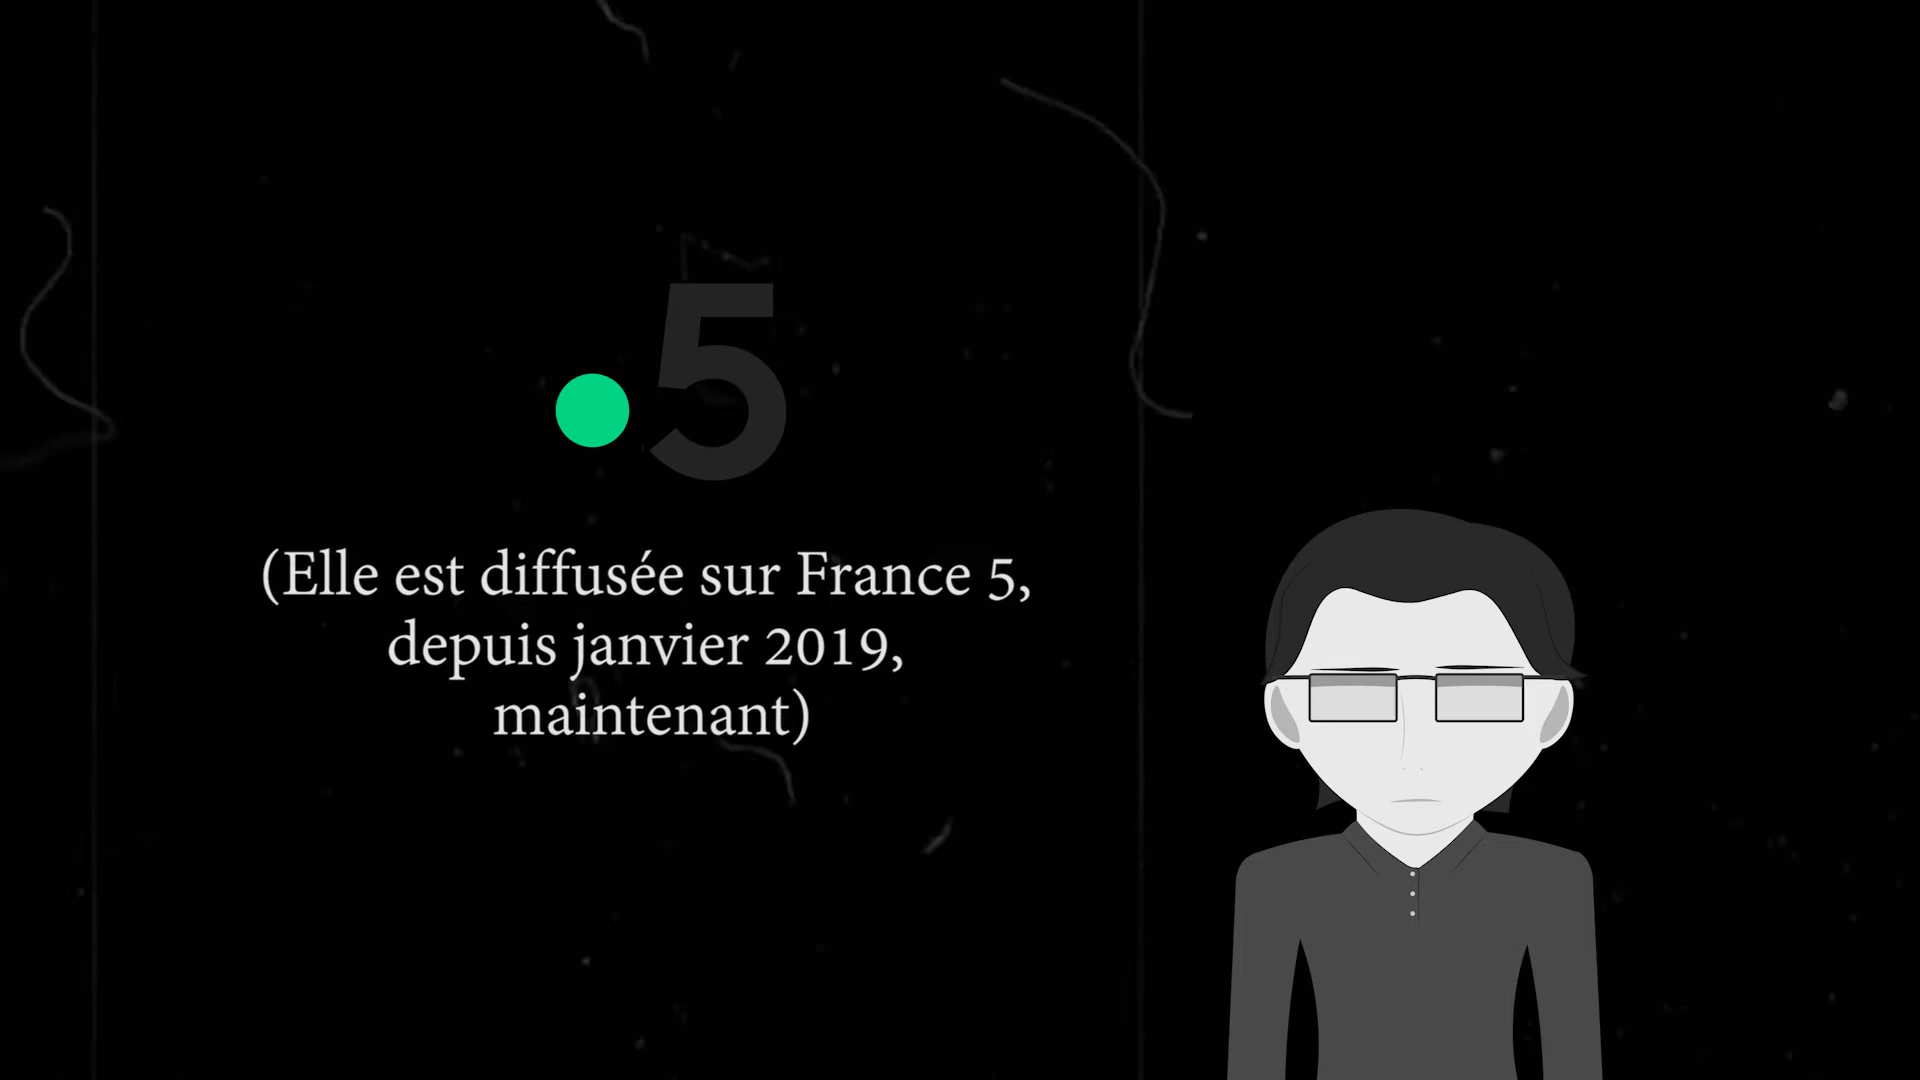 5
(Elle est diffusée sur France 5,
depuis janvier 2019,
maintenant)